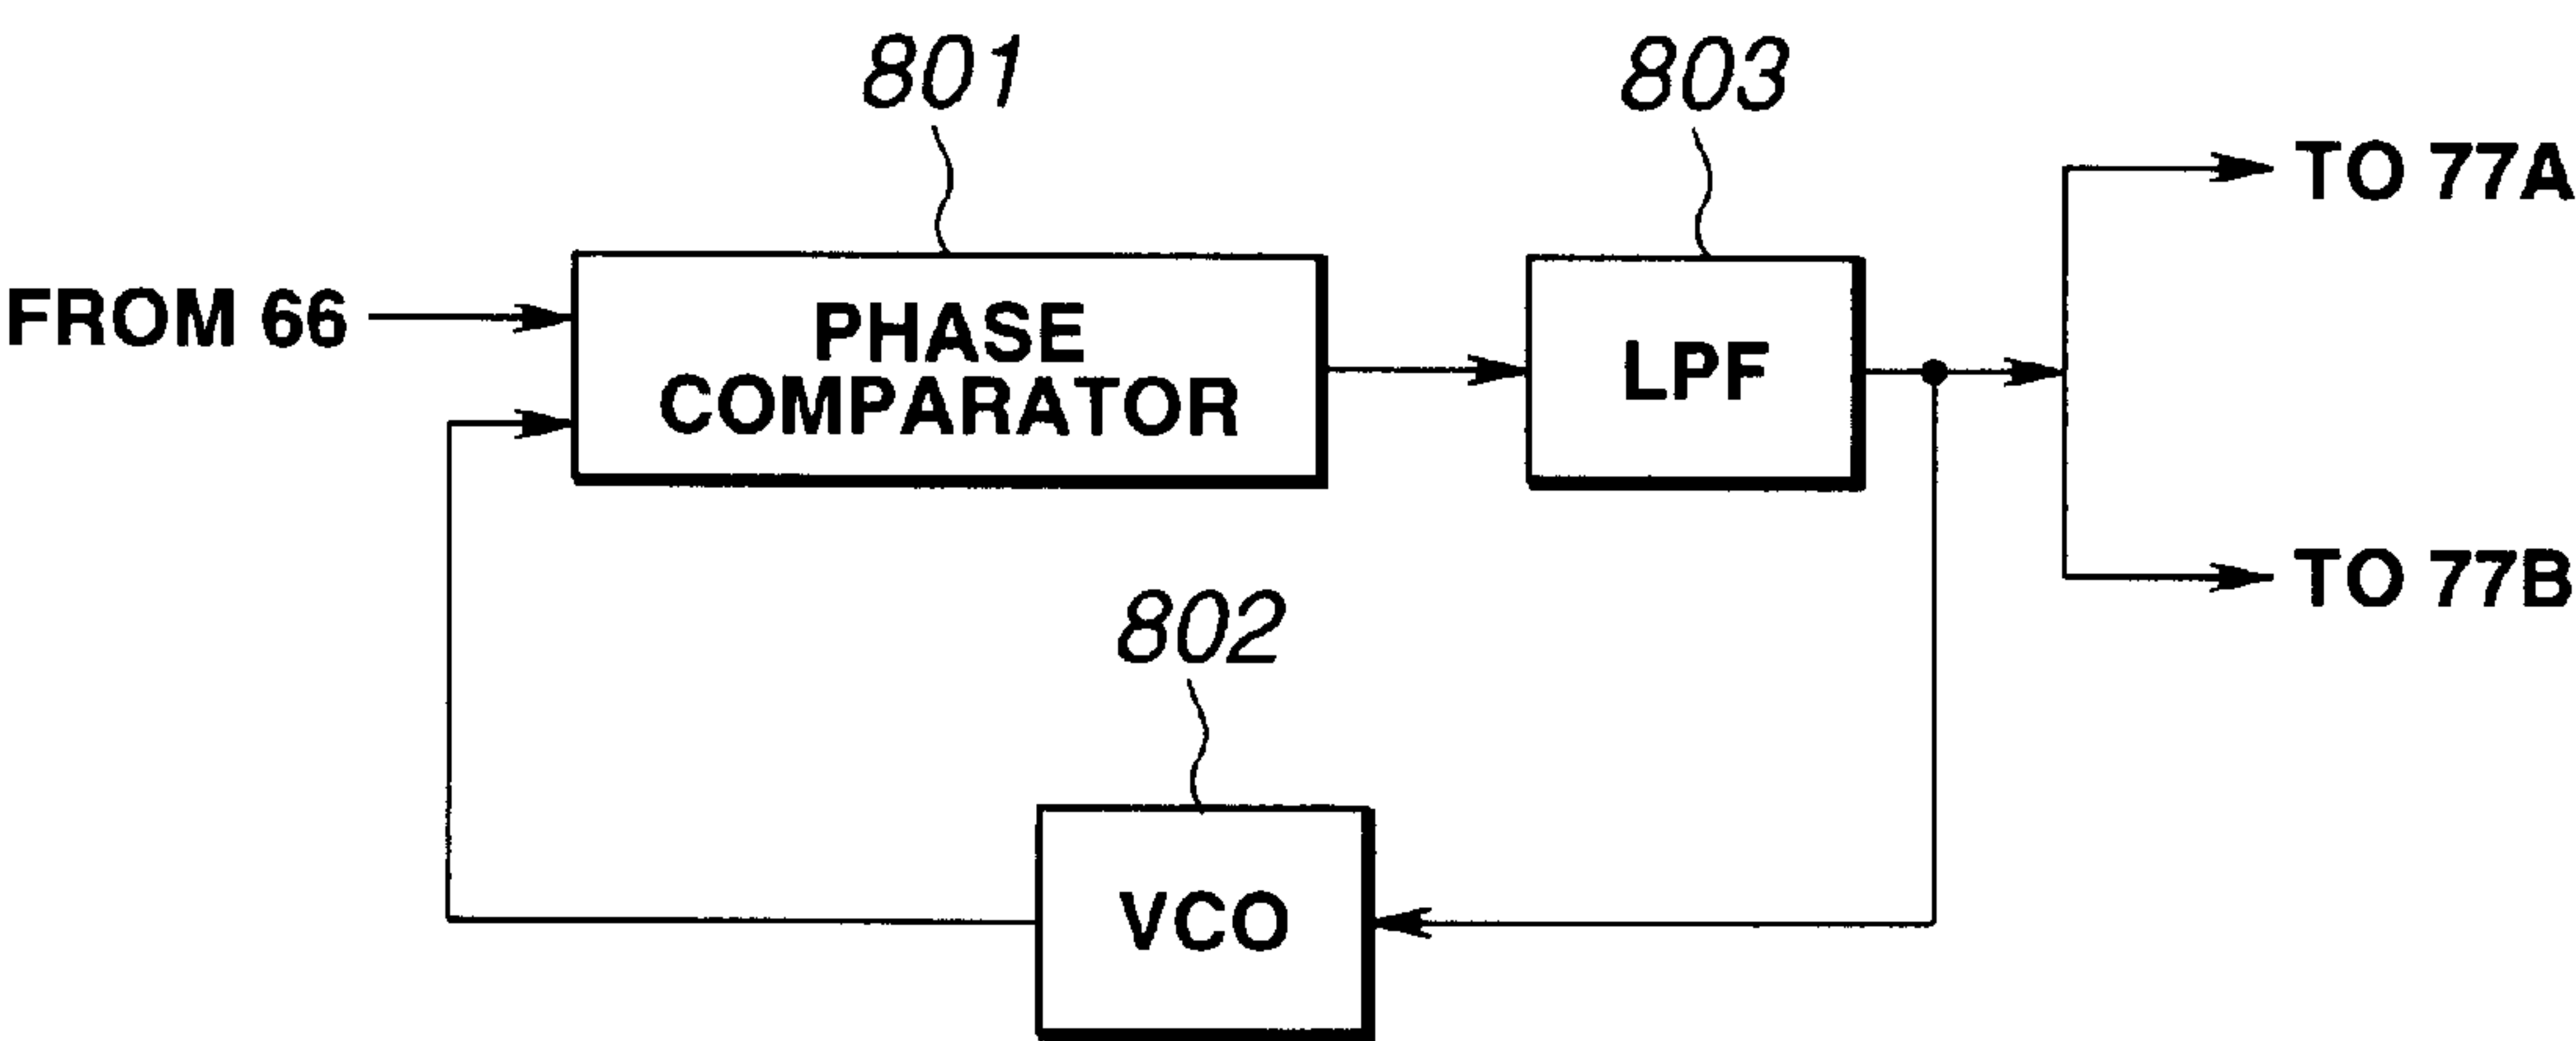 801
803
TO 77A
FROM 66
PHASE
COMPARATOR
LPF
TO 77B
802
VCO